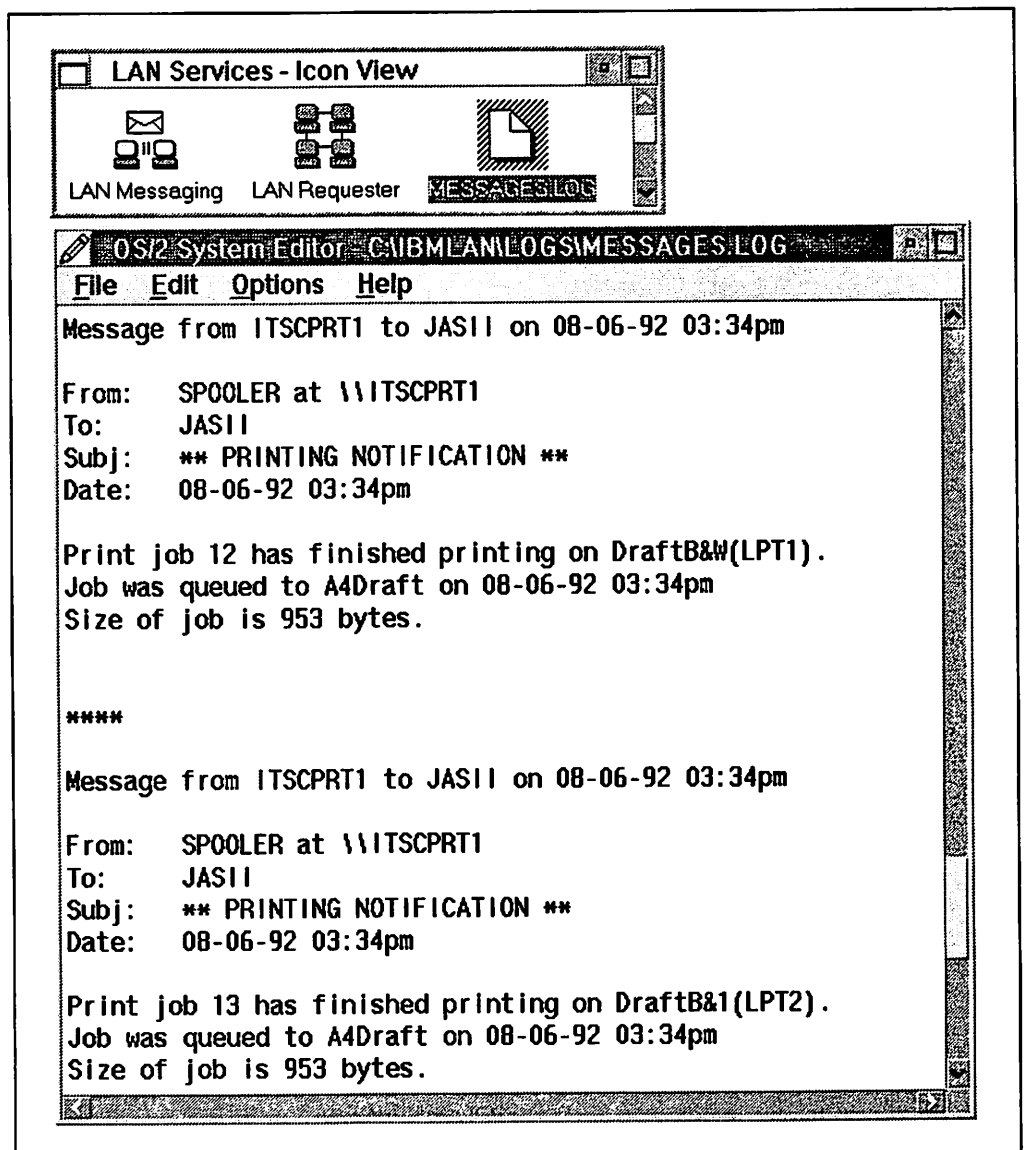 LAN Services - Icon View
LAN Messaging LAN Requester MESSAGES.LOG
OS/2 System Editor - C:\IBMLAN\LOGS\MESSAGES.LOG
File Edit Options Help
Message from ITSCPRT1 to JASII on 08-06-92 03:34pm
From: SPOOLER at \\ITSCPRT1
To: JASII
Subj: ** PRINTING NOTIFICATION **
Date: 08-06-92 03:34pm
Print job 12 has finished printing on DraftB&W(LPT1).
Job was queued to A4Draft on 08-06-92 03:34pm
Size of job is 953 bytes.
****
Message from ITSCPRT1 to JASII on 08-06-92 03:34pm
From: SPOOLER at \\ITSCPRT1
To: JASII
Subj: ** PRINTING NOTIFICATION **
Date: 08-06-92 03:34pm
Print job 13 has finished printing on DraftB&1(LPT2).
Job was queued to A4Draft on 08-06-92 03:34pm
Size of job is 953 bytes.